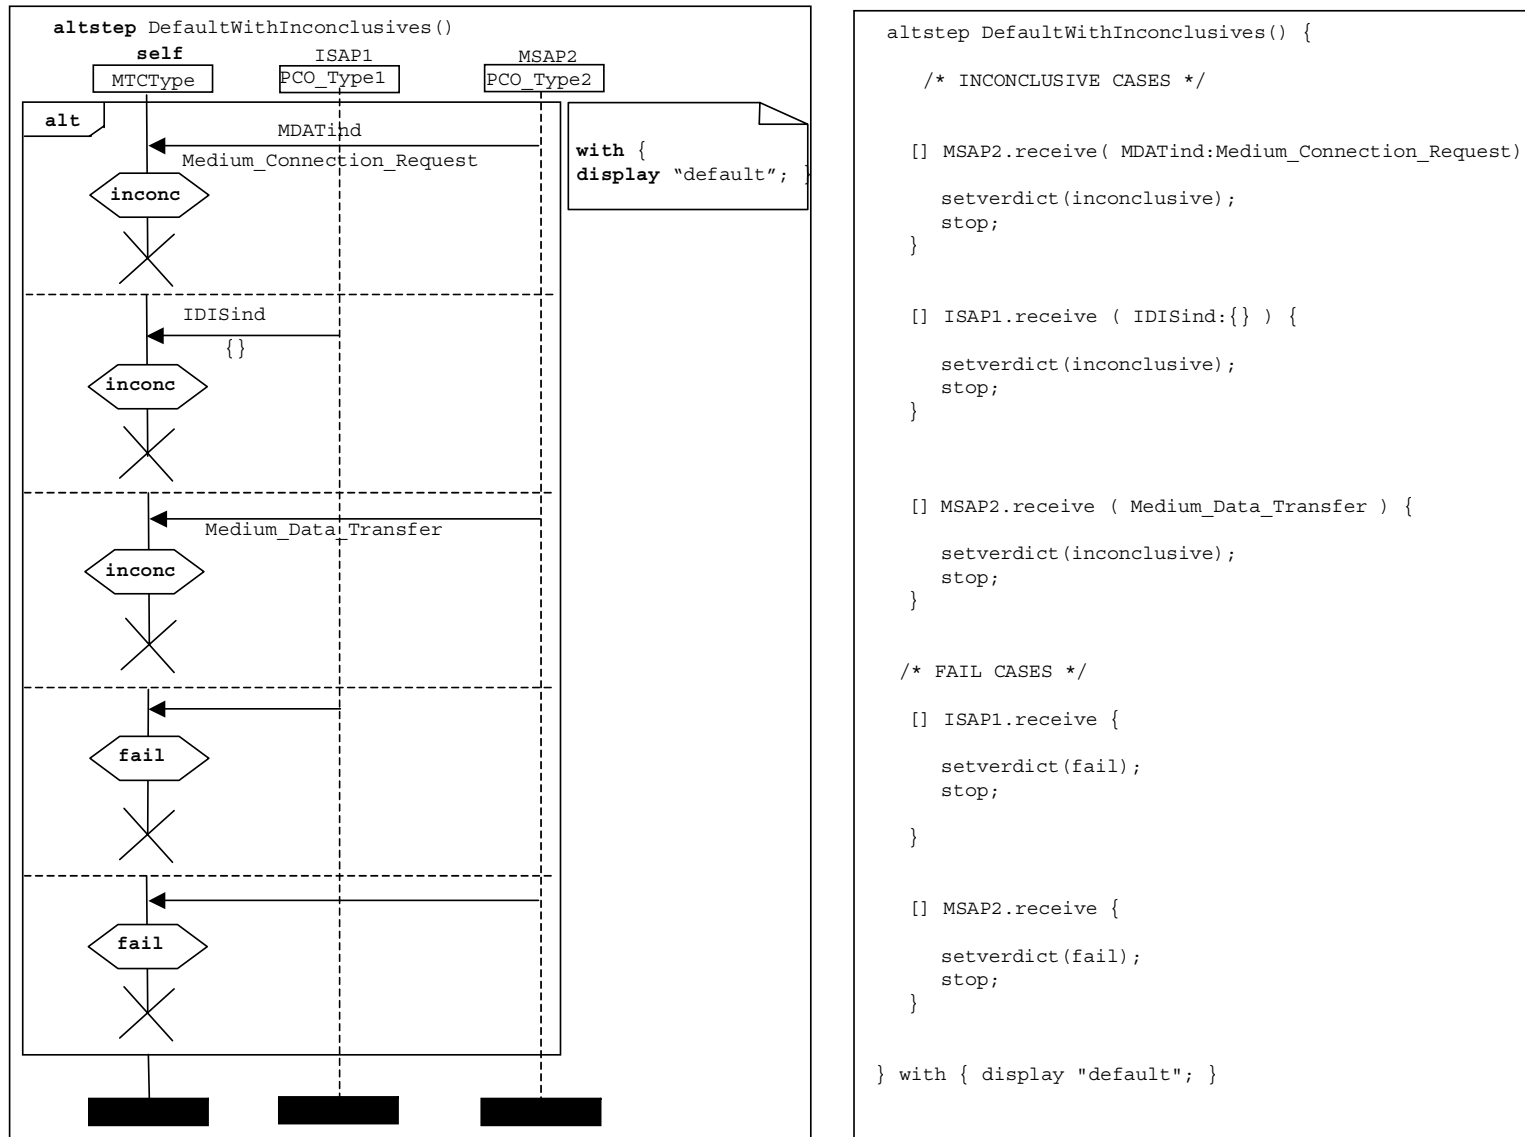 altstep DefaultWithInconclusives()
self ISAP1 MSAP2
MTCType PCO_Type1 PCO_Type2
alt
MDATind
Medium_Connection_Request
with {
display “default”; }
inconc
IDISind
{}
inconc
Medium_Data_Transfer
inconc
fail
fail
altstep DefaultWithInconclusives() {
/* INCONCLUSIVE CASES */
[] MSAP2.receive( MDATind:Medium_Connection_Request)
setverdict(inconclusive);
stop;
}
[] ISAP1.receive ( IDISind:{} ) {
setverdict(inconclusive);
stop;
}
[] MSAP2.receive ( Medium_Data_Transfer ) {
setverdict(inconclusive);
stop;
}
/* FAIL CASES */
[] ISAP1.receive {
setverdict(fail);
stop;
}
[] MSAP2.receive {
setverdict(fail);
stop;
}
} with { display "default"; }